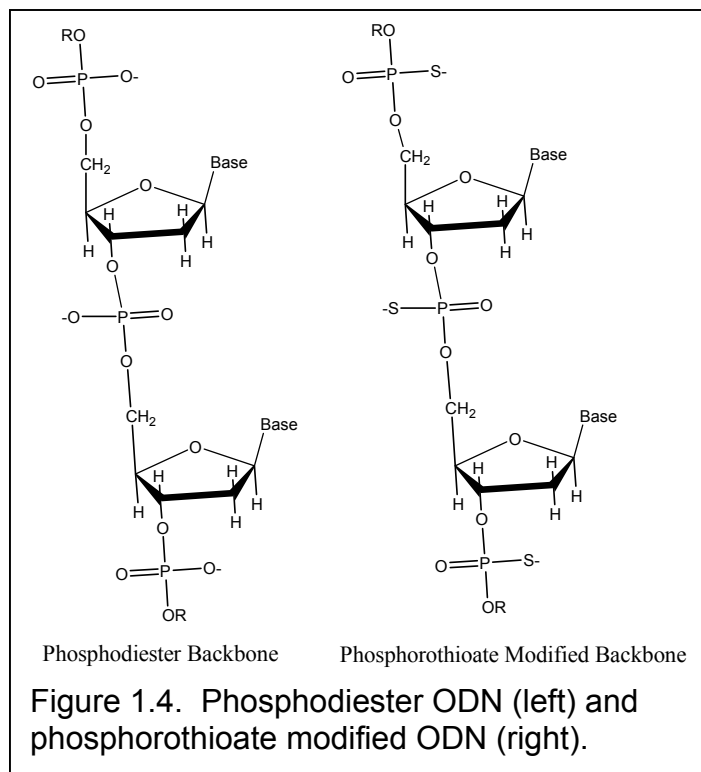 RO RO
O P O- O P S-
O O
CH2 Base CH2 Base
O O
H H H H
H H H H
O O
-O P O -S P O
O O
CH2 Base CH2 Base
O O
H H H H
H H H H
O O
O P O- O P S-
OR OR
Phosphodiester Backbone Phosphorothioate Modified Backbone
Figure 1.4. Phosphodiester ODN (left) and
phosphorothioate modified ODN (right).